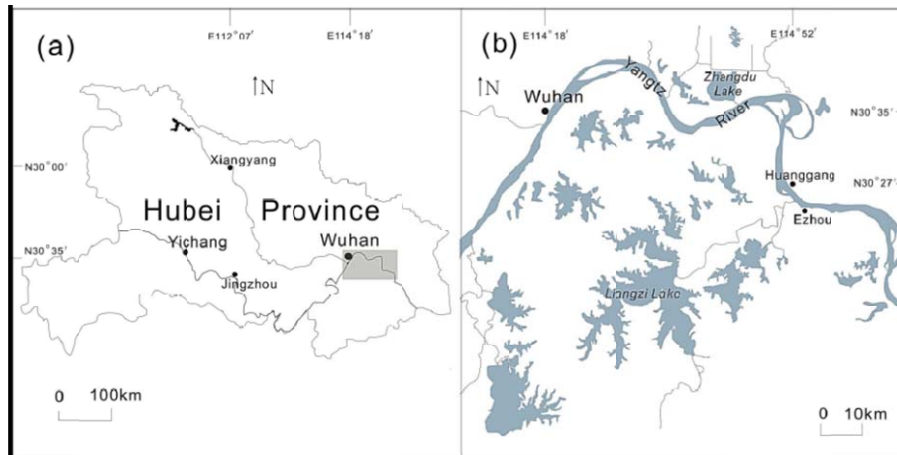 (a)
E112°07'
E114°18'
N
Xiangyang
N30°00'
Hubei Province
Yichang
Wuhan
N30°35'
Jingzhou
0 100km
(b)
E114°18'
E114°52'
N
Yangtz
River
Zhengdu
Lake
Wuhan
N30°35'
Huanggang
N30°27'
Ezhou
Liangzi Lake
0 10km